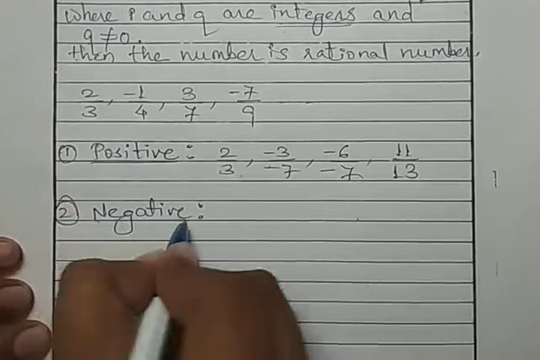 where p and q are integers and
q ≠ 0.
then the number is rational number.
2/3, -1/4, 3/7, -7/9
① Positive: 2/3, -3/-7, -6/-7, 11/13
② Negative: